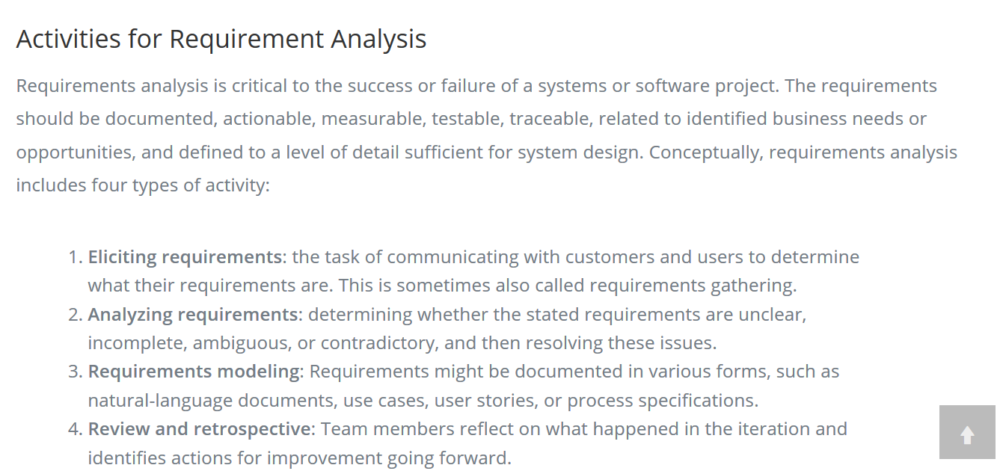 Activities for Requirement Analysis
Requirements analysis is critical to the success or failure of a systems or software project. The requirements
should be documented, actionable, measurable, testable, traceable, related to identified business needs or
opportunities, and defined to a level of detail sufficient for system design. Conceptually, requirements analysis
includes four types of activity:
1. Eliciting requirements: the task of communicating with customers and users to determine
what their requirements are. This is sometimes also called requirements gathering.
2. Analyzing requirements: determining whether the stated requirements are unclear,
incomplete, ambiguous, or contradictory, and then resolving these issues.
3. Requirements modeling: Requirements might be documented in various forms, such as
natural-language documents, use cases, user stories, or process specifications.
4. Review and retrospective: Team members reflect on what happened in the iteration and
identifies actions for improvement going forward.